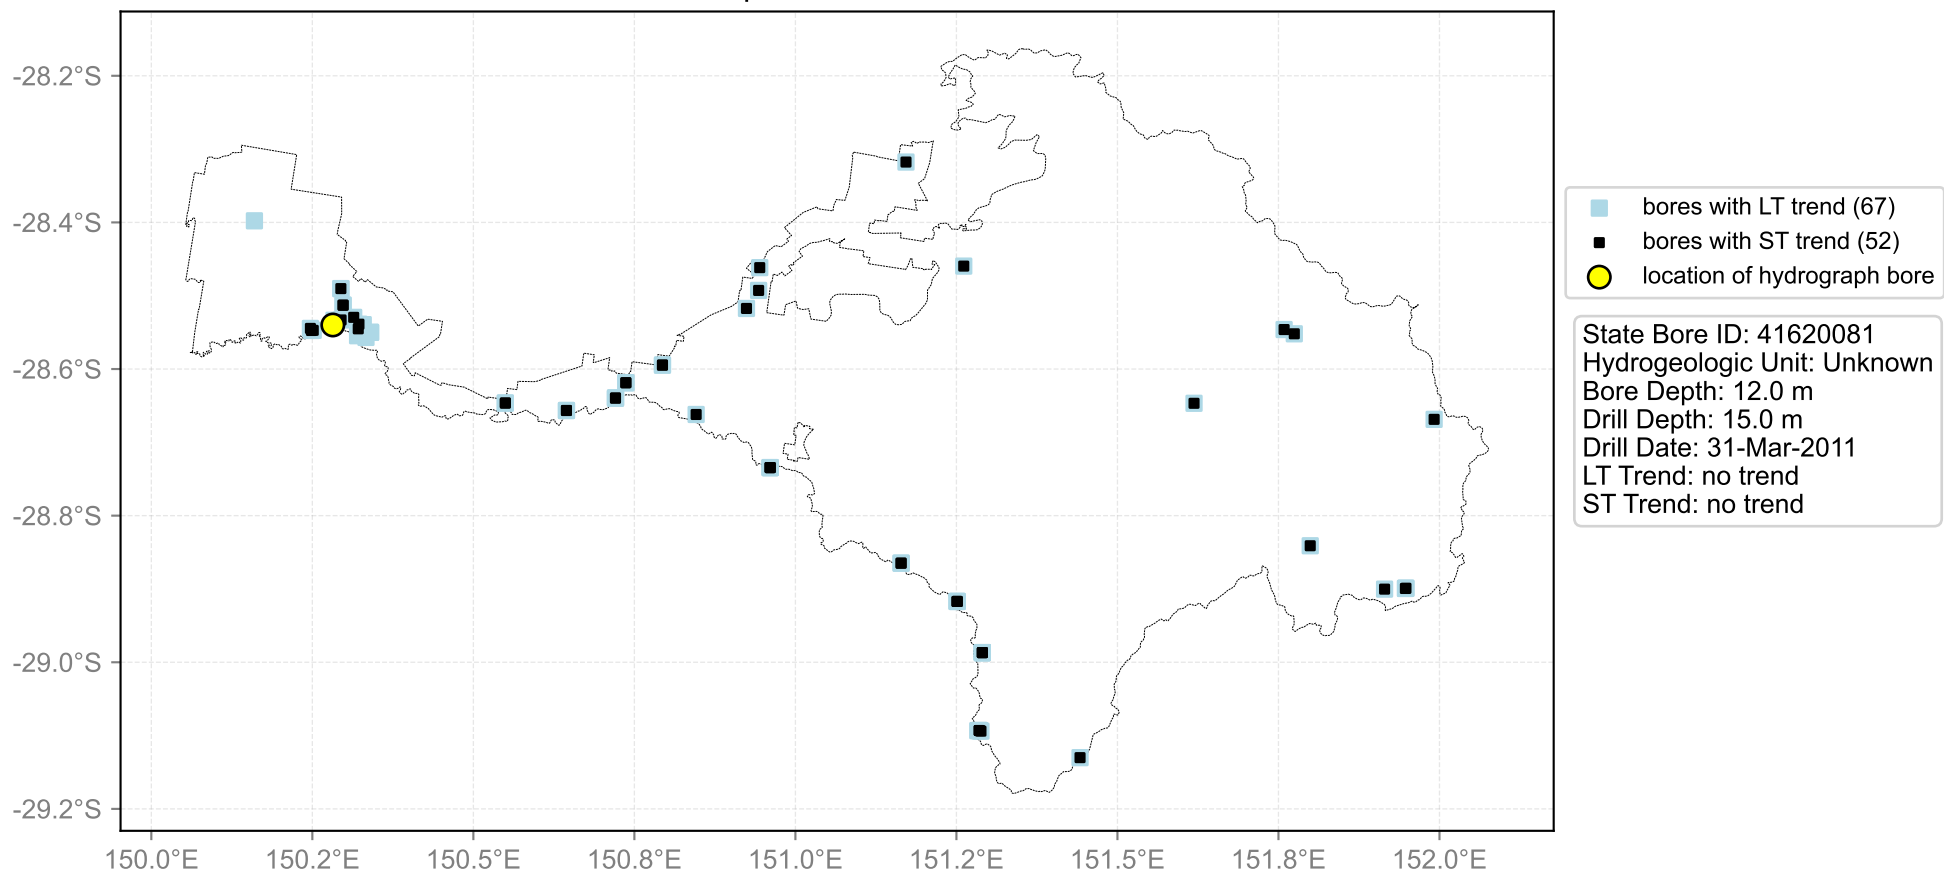 -28.2°S
-28.4°S
-28.6°S
-28.8°S
-29.0°S
-29.2°S
150.0°E 150.2°E 150.5°E 150.8°E 151.0°E 151.2°E 151.5°E 151.8°E 152.0°E
bores with LT trend (67)
bores with ST trend (52)
location of hydrograph bore
State Bore ID: 41620081
Hydrogeologic Unit: Unknown
Bore Depth: 12.0 m
Drill Depth: 15.0 m
Drill Date: 31-Mar-2011
LT Trend: no trend
ST Trend: no trend